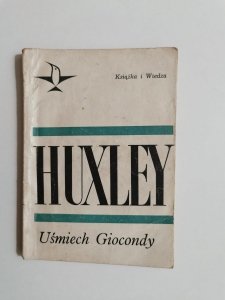 Książka i Wiedza
HUXLEY
Uśmiech Giocondy